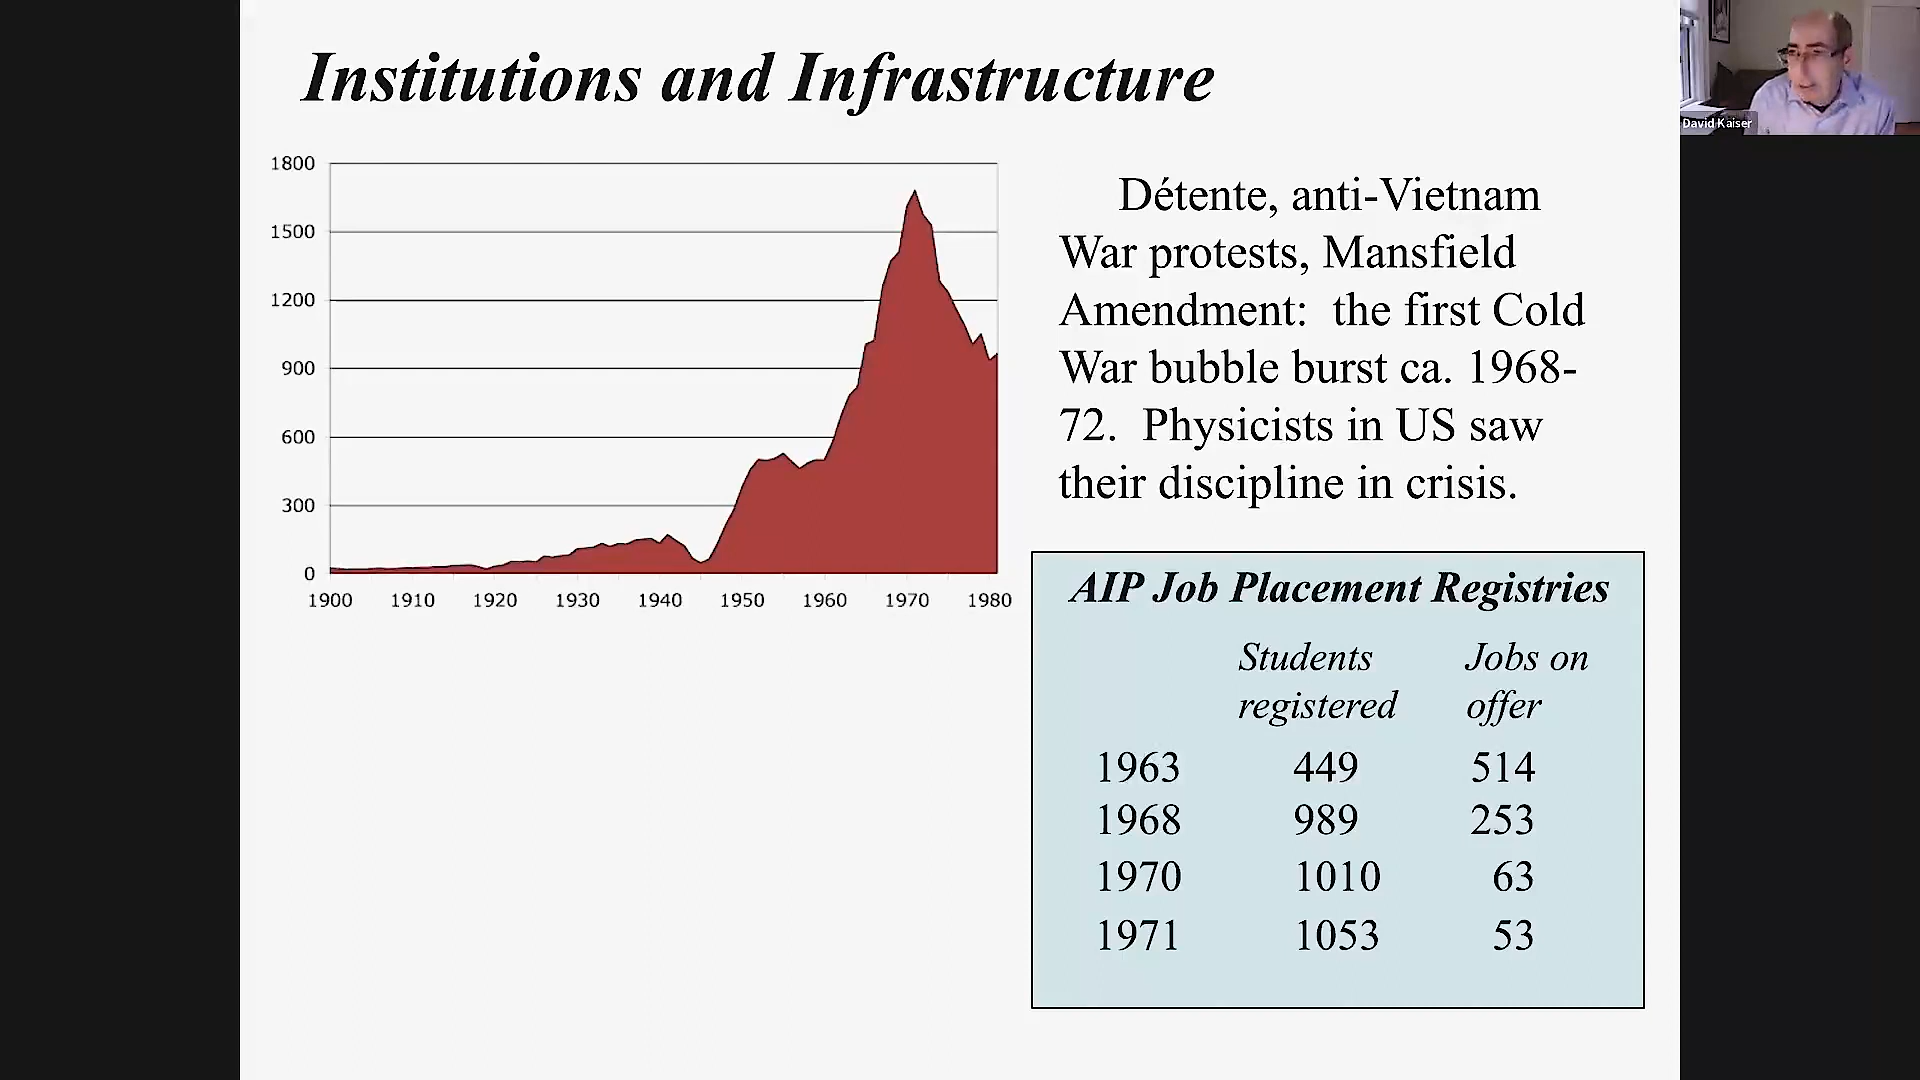 Institutions and Infrastructure
David Kaiser
1800
1500
1200
900
600
300
0
1900 1910 1920 1930 1940 1950 1960 1970 1980
Détente, anti-Vietnam
War protests, Mansfield
Amendment: the first Cold
War bubble burst ca. 1968-
72. Physicists in US saw
their discipline in crisis.
AIP Job Placement Registries
Students Jobs on
registered offer
1963 449 514
1968 989 253
1970 1010 63
1971 1053 53